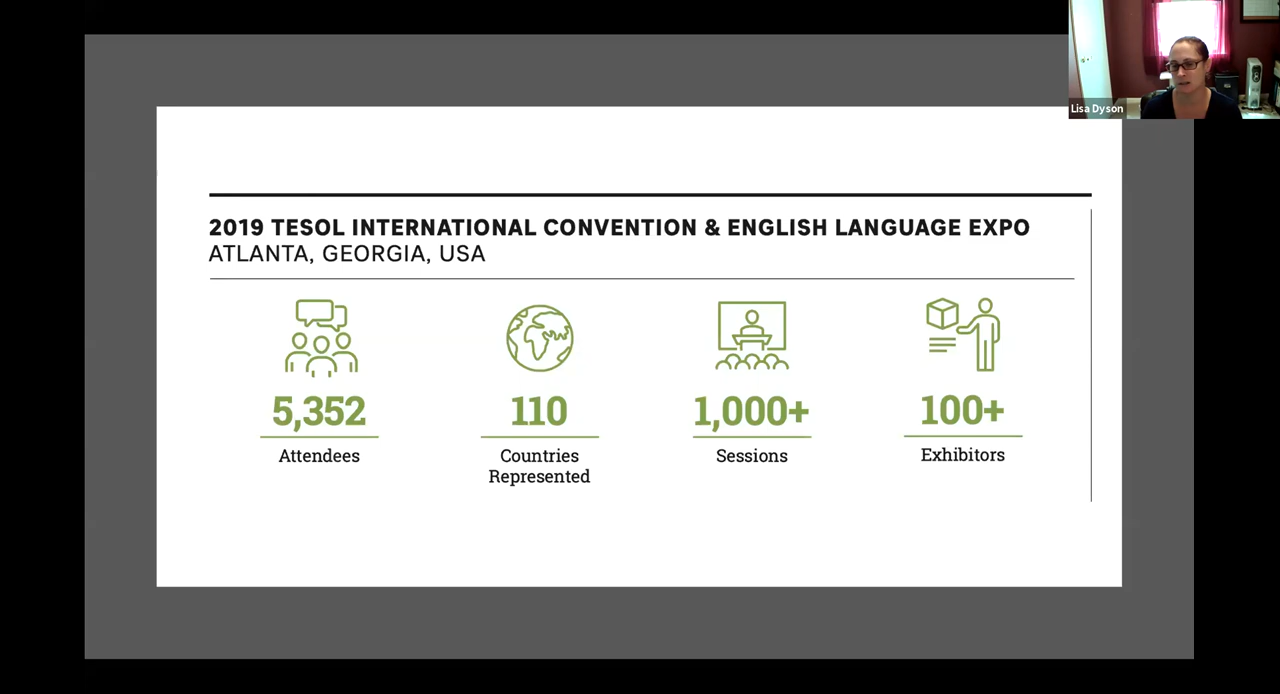 Lisa Dyson
2019 TESOL INTERNATIONAL CONVENTION & ENGLISH LANGUAGE EXPO
ATLANTA, GEORGIA, USA
5,352
Attendees
110
Countries
Represented
1,000+
Sessions
100+
Exhibitors